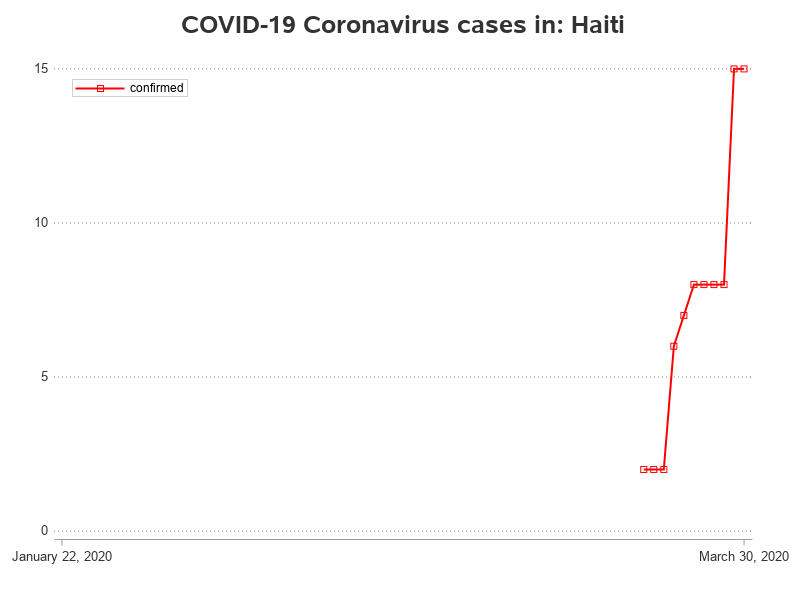 COVID-19 Coronavirus cases in: Haiti
15
confirmed
10
5
0
January 22, 2020
March 30, 2020